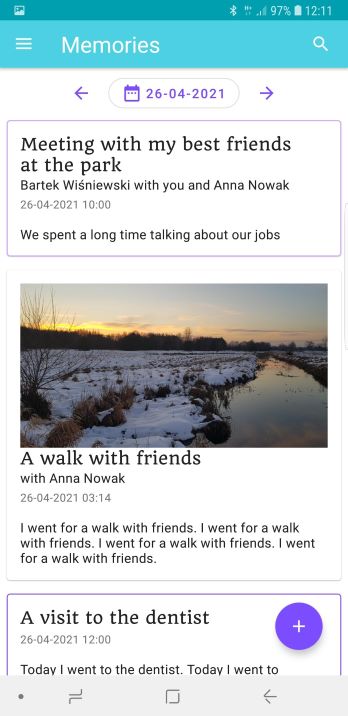 97% 12:11
Memories
26-04-2021
Meeting with my best friends
at the park
Bartek Wiśniewski with you and Anna Nowak
26-04-2021 10:00
We spent a long time talking about our jobs
A walk with friends
with Anna Nowak
26-04-2021 03:14
I went for a walk with friends. I went for a walk
with friends. I went for a walk with friends. I went
for a walk with friends.
A visit to the dentist
26-04-2021 12:00
Today I went to the dentist. Today I went to